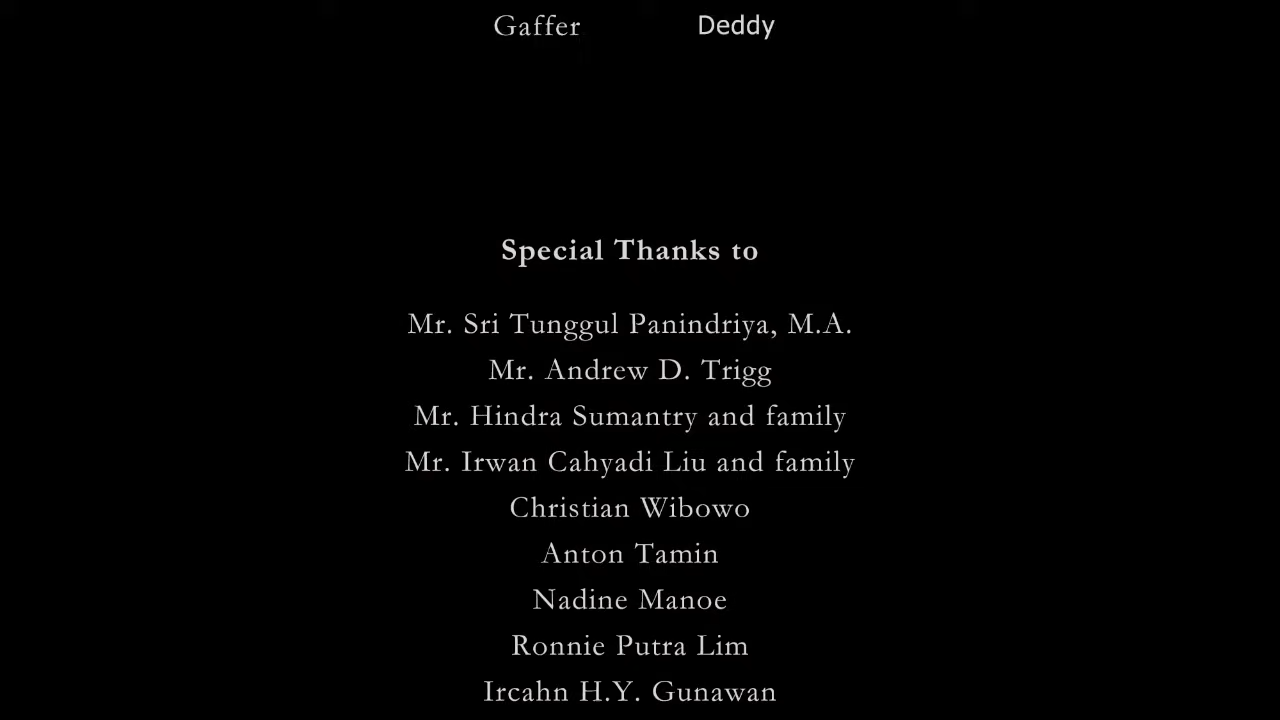 Gaffer Deddy
Special Thanks to
Mr. Sri Tunggul Panindriya, M.A.
Mr. Andrew D. Trigg
Mr. Hindra Sumantry and family
Mr. Irwan Cahyadi Liu and family
Christian Wibowo
Anton Tamin
Nadine Manoe
Ronnie Putra Lim
Ircahn H.Y. Gunawan